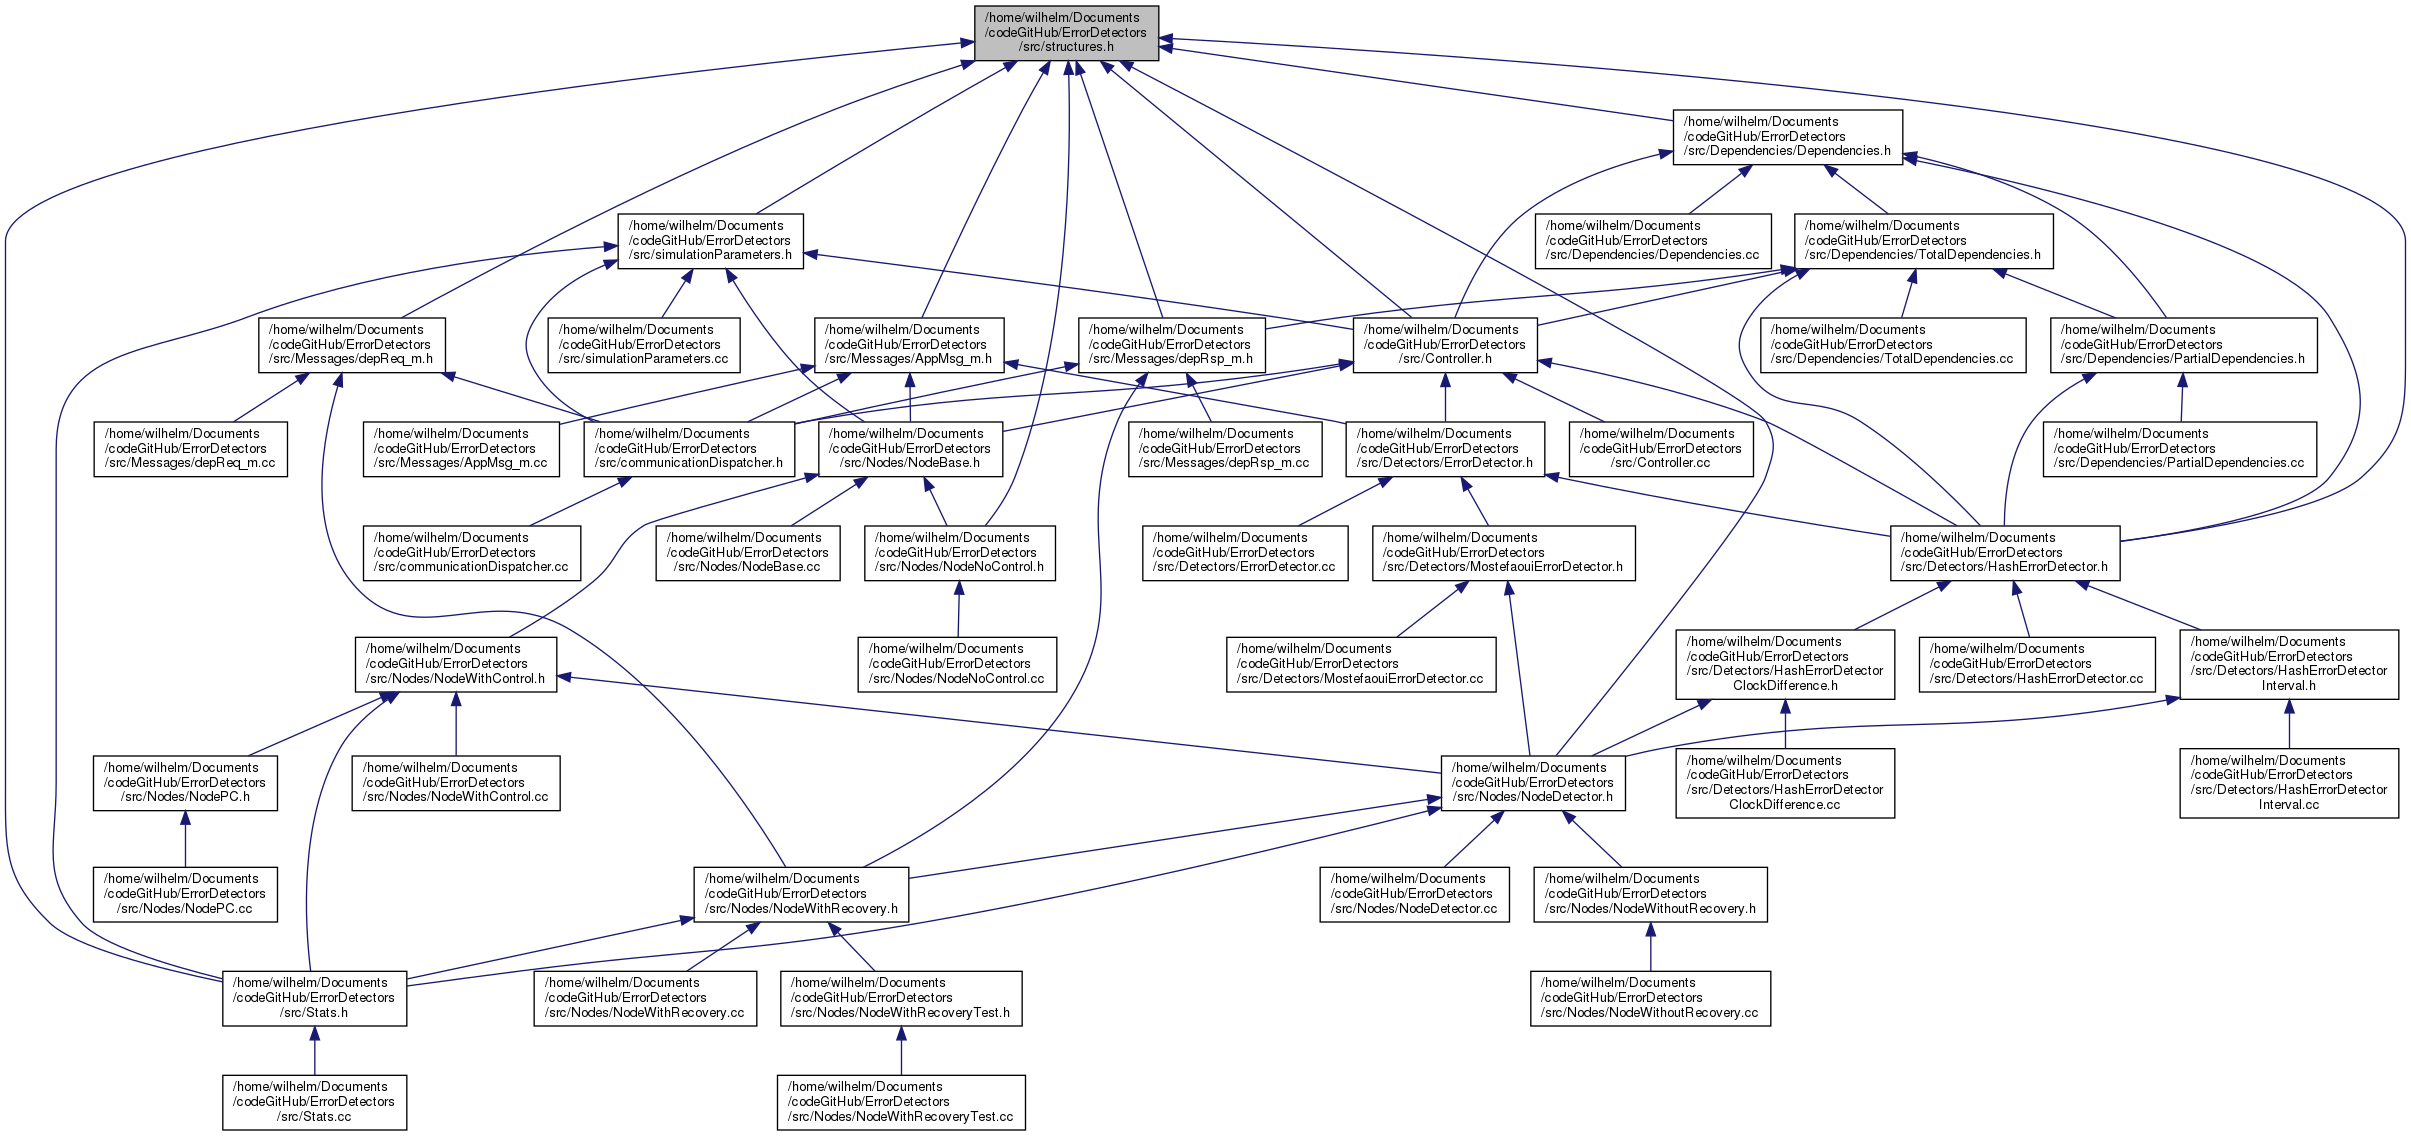 /home/wilhelm/Documents
/codeGitHub/ErrorDetectors
/src/structures.h
/home/wilhelm/Documents
/codeGitHub/ErrorDetectors
/src/Dependencies/Dependencies.h
/home/wilhelm/Documents
/codeGitHub/ErrorDetectors
/src/simulationParameters.h
/home/wilhelm/Documents
/codeGitHub/ErrorDetectors
/src/Dependencies/Dependencies.cc
/home/wilhelm/Documents
/codeGitHub/ErrorDetectors
/src/Dependencies/TotalDependencies.h
/home/wilhelm/Documents
/codeGitHub/ErrorDetectors
/src/Messages/depReq_m.h
/home/wilhelm/Documents
/codeGitHub/ErrorDetectors
/src/simulationParameters.cc
/home/wilhelm/Documents
/codeGitHub/ErrorDetectors
/src/Messages/AppMsg_m.h
/home/wilhelm/Documents
/codeGitHub/ErrorDetectors
/src/Messages/depRsp_m.h
/home/wilhelm/Documents
/codeGitHub/ErrorDetectors
/src/Controller.h
/home/wilhelm/Documents
/codeGitHub/ErrorDetectors
/src/Dependencies/TotalDependencies.cc
/home/wilhelm/Documents
/codeGitHub/ErrorDetectors
/src/Dependencies/PartialDependencies.h
/home/wilhelm/Documents
/codeGitHub/ErrorDetectors
/src/Messages/depReq_m.cc
/home/wilhelm/Documents
/codeGitHub/ErrorDetectors
/src/Messages/AppMsg_m.cc
/home/wilhelm/Documents
/codeGitHub/ErrorDetectors
/src/communicationDispatcher.h
/home/wilhelm/Documents
/codeGitHub/ErrorDetectors
/src/Nodes/NodeBase.h
/home/wilhelm/Documents
/codeGitHub/ErrorDetectors
/src/Messages/depRsp_m.cc
/home/wilhelm/Documents
/codeGitHub/ErrorDetectors
/src/Detectors/ErrorDetector.h
/home/wilhelm/Documents
/codeGitHub/ErrorDetectors
/src/Controller.cc
/home/wilhelm/Documents
/codeGitHub/ErrorDetectors
/src/Dependencies/PartialDependencies.cc
/home/wilhelm/Documents
/codeGitHub/ErrorDetectors
/src/communicationDispatcher.cc
/home/wilhelm/Documents
/codeGitHub/ErrorDetectors
/src/Nodes/NodeBase.cc
/home/wilhelm/Documents
/codeGitHub/ErrorDetectors
/src/Nodes/NodeNoControl.h
/home/wilhelm/Documents
/codeGitHub/ErrorDetectors
/src/Detectors/ErrorDetector.cc
/home/wilhelm/Documents
/codeGitHub/ErrorDetectors
/src/Detectors/MostefaouiErrorDetector.h
/home/wilhelm/Documents
/codeGitHub/ErrorDetectors
/src/Detectors/HashErrorDetector.h
/home/wilhelm/Documents
/codeGitHub/ErrorDetectors
/src/Nodes/NodeWithControl.h
/home/wilhelm/Documents
/codeGitHub/ErrorDetectors
/src/Nodes/NodeNoControl.cc
/home/wilhelm/Documents
/codeGitHub/ErrorDetectors
/src/Detectors/MostefaouiErrorDetector.cc
/home/wilhelm/Documents
/codeGitHub/ErrorDetectors
/src/Detectors/HashErrorDetector
ClockDifference.h
/home/wilhelm/Documents
/codeGitHub/ErrorDetectors
/src/Detectors/HashErrorDetector.cc
/home/wilhelm/Documents
/codeGitHub/ErrorDetectors
/src/Detectors/HashErrorDetector
Interval.h
/home/wilhelm/Documents
/codeGitHub/ErrorDetectors
/src/Nodes/NodePC.h
/home/wilhelm/Documents
/codeGitHub/ErrorDetectors
/src/Nodes/NodeWithControl.cc
/home/wilhelm/Documents
/codeGitHub/ErrorDetectors
/src/Nodes/NodeDetector.h
/home/wilhelm/Documents
/codeGitHub/ErrorDetectors
/src/Detectors/HashErrorDetector
ClockDifference.cc
/home/wilhelm/Documents
/codeGitHub/ErrorDetectors
/src/Detectors/HashErrorDetector
Interval.cc
/home/wilhelm/Documents
/codeGitHub/ErrorDetectors
/src/Nodes/NodePC.cc
/home/wilhelm/Documents
/codeGitHub/ErrorDetectors
/src/Nodes/NodeWithRecovery.h
/home/wilhelm/Documents
/codeGitHub/ErrorDetectors
/src/Nodes/NodeDetector.cc
/home/wilhelm/Documents
/codeGitHub/ErrorDetectors
/src/Nodes/NodeWithoutRecovery.h
/home/wilhelm/Documents
/codeGitHub/ErrorDetectors
/src/Stats.h
/home/wilhelm/Documents
/codeGitHub/ErrorDetectors
/src/Nodes/NodeWithRecovery.cc
/home/wilhelm/Documents
/codeGitHub/ErrorDetectors
/src/Nodes/NodeWithRecoveryTest.h
/home/wilhelm/Documents
/codeGitHub/ErrorDetectors
/src/Nodes/NodeWithoutRecovery.cc
/home/wilhelm/Documents
/codeGitHub/ErrorDetectors
/src/Stats.cc
/home/wilhelm/Documents
/codeGitHub/ErrorDetectors
/src/Nodes/NodeWithRecoveryTest.cc